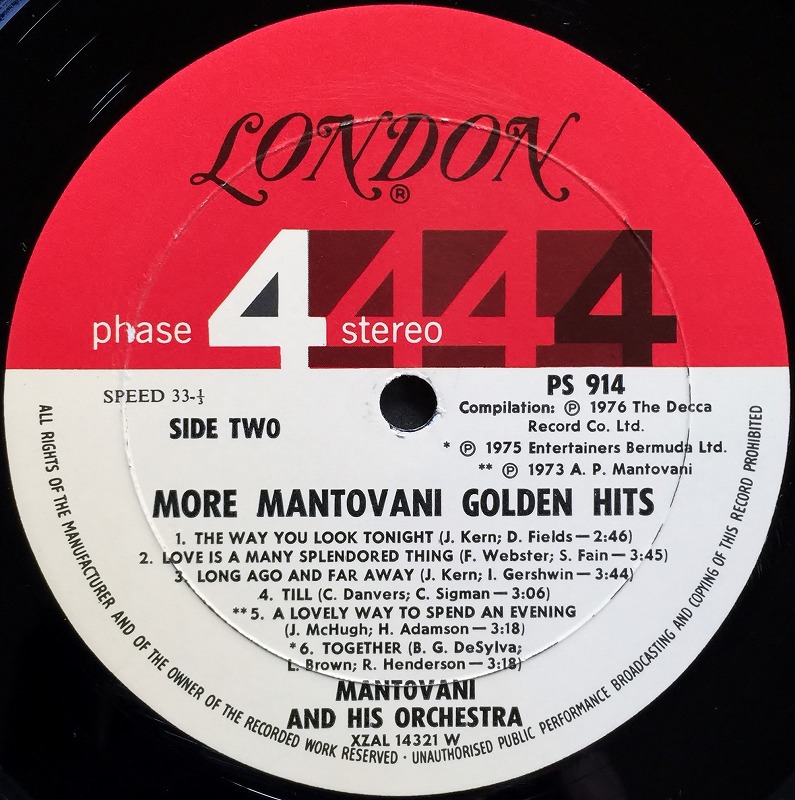 LONDON
®
phase 4 stereo 4 4 4
SPEED 33-⅓
SIDE TWO
PS 914
Compilation: ℗ 1976 The Decca
Record Co. Ltd.
* ℗ 1975 Entertainers Bermuda Ltd.
** ℗ 1973 A. P. Mantovani
MORE MANTOVANI GOLDEN HITS
1. THE WAY YOU LOOK TONIGHT (J. Kern; D. Fields—2:46)
2. LOVE IS A MANY SPLENDORED THING (F. Webster; S. Fain—3:45)
3. LONG AGO AND FAR AWAY (J. Kern; I. Gershwin—3:44)
4. TILL (C. Danvers; C. Sigman—3:06)
**5. A LOVELY WAY TO SPEND AN EVENING
(J. McHugh; H. Adamson—3:18)
*6. TOGETHER (B. G. DeSylva;
L. Brown; R. Henderson—3:18)
MANTOVANI
AND HIS ORCHESTRA
XZAL 14321 W
ALL RIGHTS OF THE MANUFACTURER AND OF THE OWNER OF THE RECORDED WORK RESERVED · UNAUTHORISED PUBLIC PERFORMANCE BROADCASTING AND COPYING OF THIS RECORD PROHIBITED